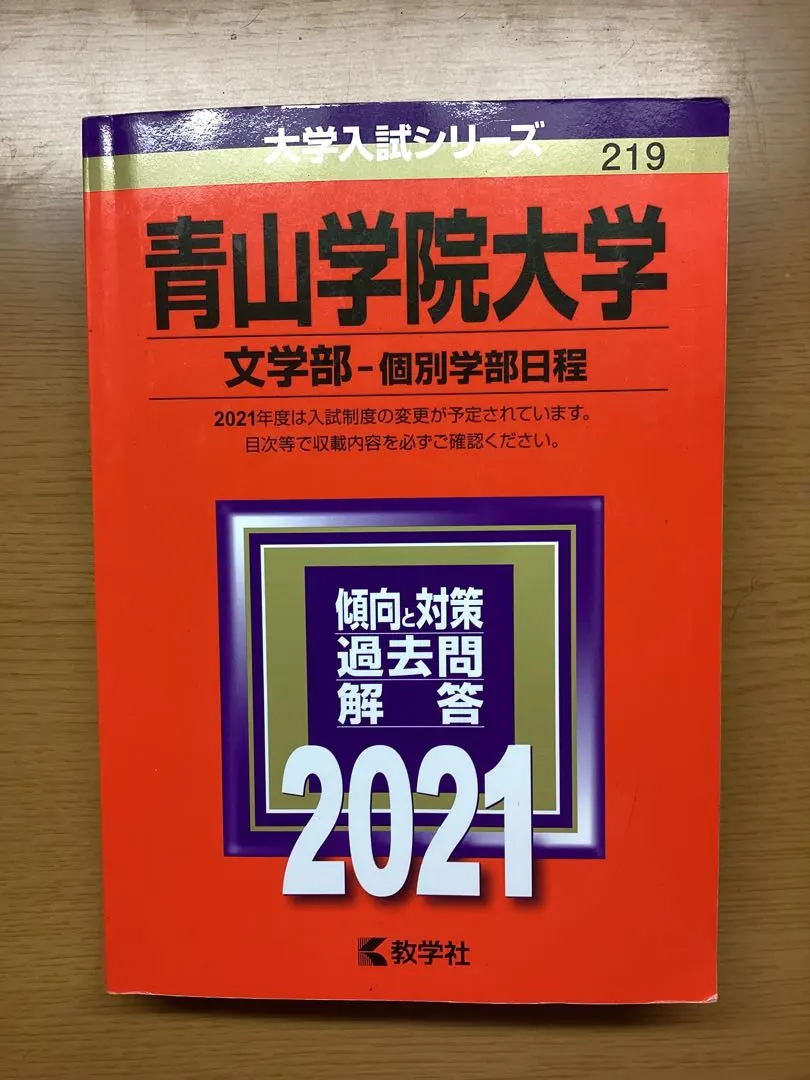 大学入試シリーズ
219
青山学院大学
文学部－個別学部日程
2021年度は入試制度の変更が予定されています。
目次等で収載内容を必ずご確認ください。
傾向と対策
過去問
解答
2021
教学社